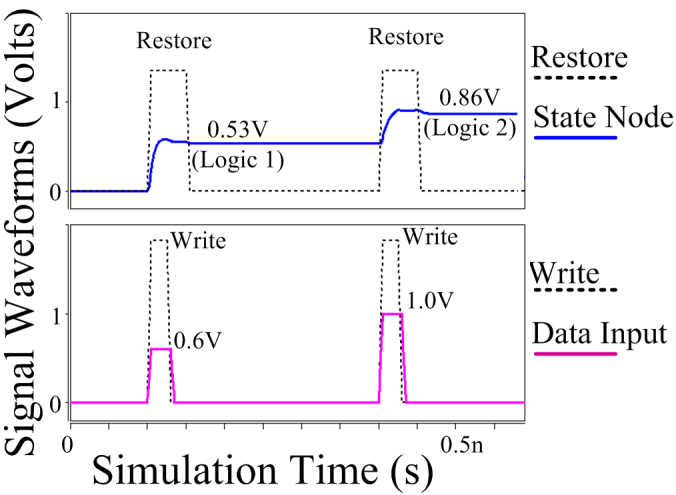 Signal Waveforms (Volts)
Restore
Restore
1
0
0.53V
(Logic 1)
0.86V
(Logic 2)
Restore
State Node
Write
Write
1
0
0.6V
1.0V
Write
Data Input
0
0.5n
Simulation Time (s)